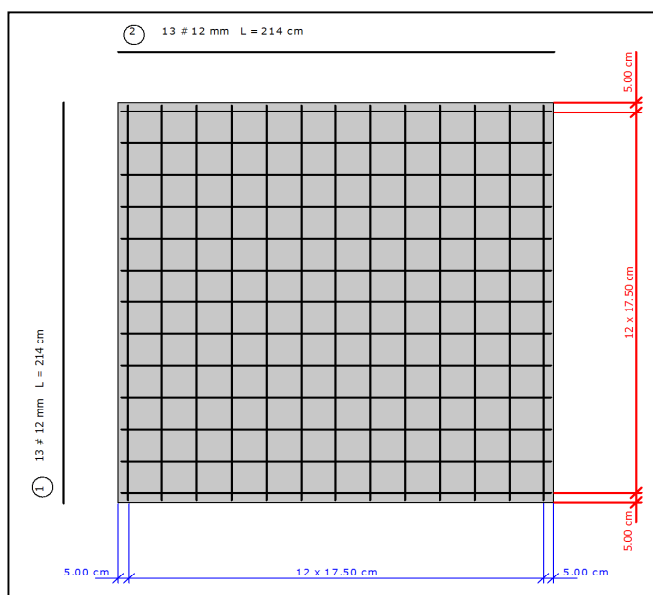 2 13 # 12 mm L = 214 cm
5.00 cm
12 x 17.50 cm
1 13 # 12 mm L = 214 cm
5.00 cm
5.00 cm 12 x 17.50 cm 5.00 cm